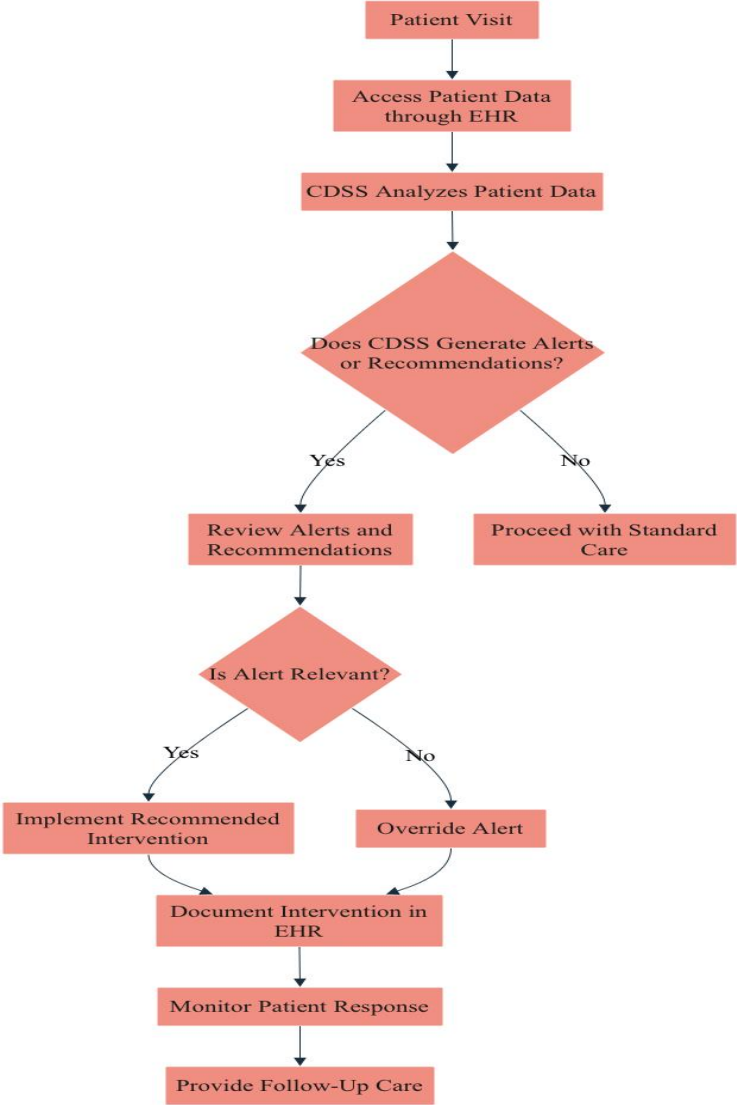 Patient Visit
Access Patient Data
through EHR
CDSS Analyzes Patient Data
Does CDSS Generate Alerts
or Recommendations?
Yes
No
Review Alerts and
Recommendations
Proceed with Standard
Care
Is Alert Relevant?
Yes
No
Implement Recommended
Intervention
Override Alert
Document Intervention in
EHR
Monitor Patient Response
Provide Follow-Up Care